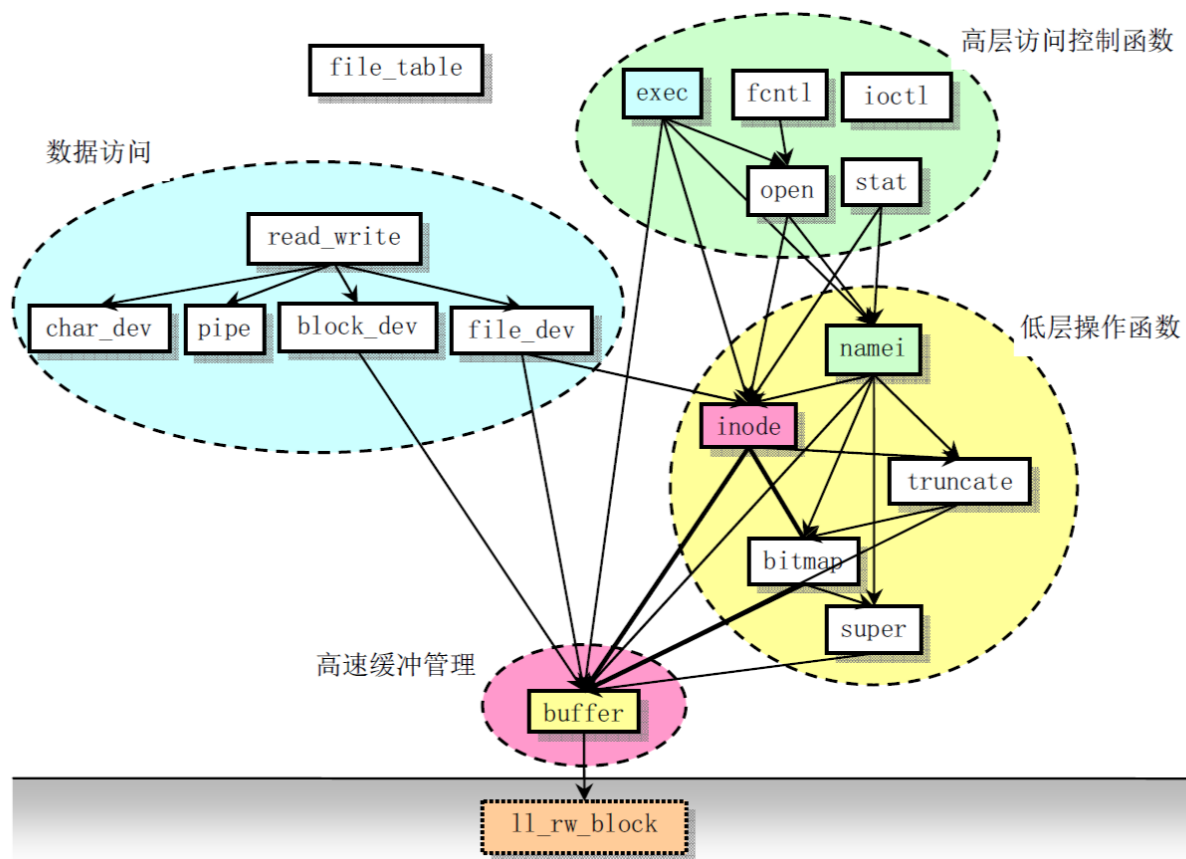 高层访问控制函数
file_table
exec
fcntl
ioctl
数据访问
open
stat
read_write
char_dev
pipe
block_dev
file_dev
低层操作函数
namei
inode
truncate
bitmap
super
高速缓冲管理
buffer
ll_rw_block